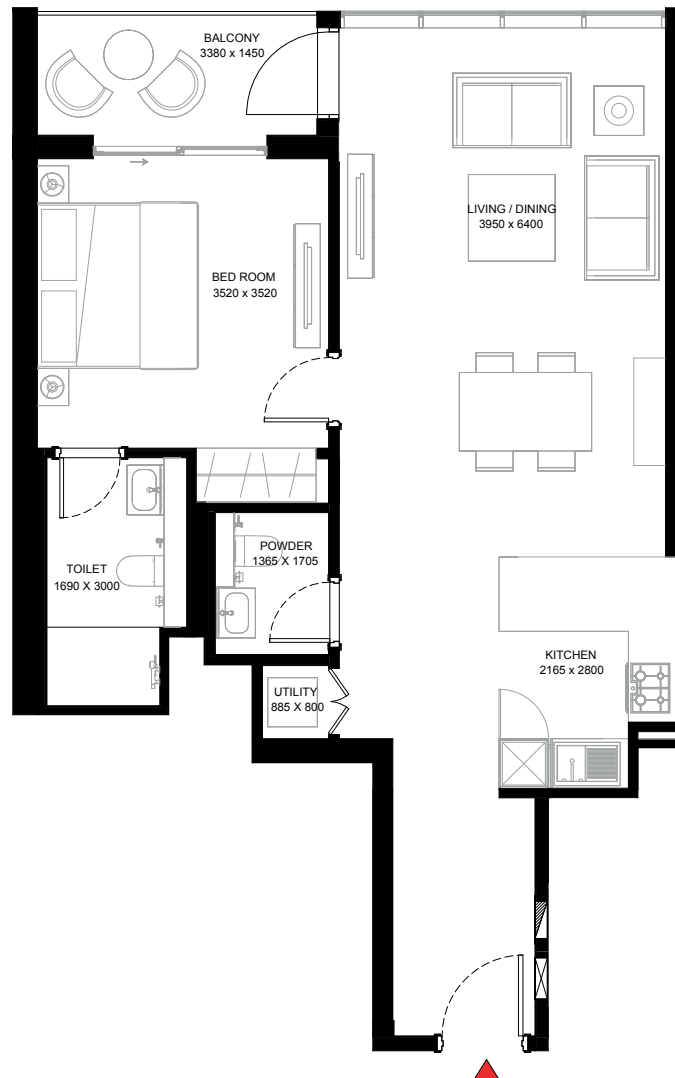 BALCONY
3380 x 1450
LIVING / DINING
3950 x 6400
BED ROOM
3520 x 3520
POWDER
1365 X 1705
TOILET
1690 X 3000
KITCHEN
2165 x 2800
UTILITY
885 X 800